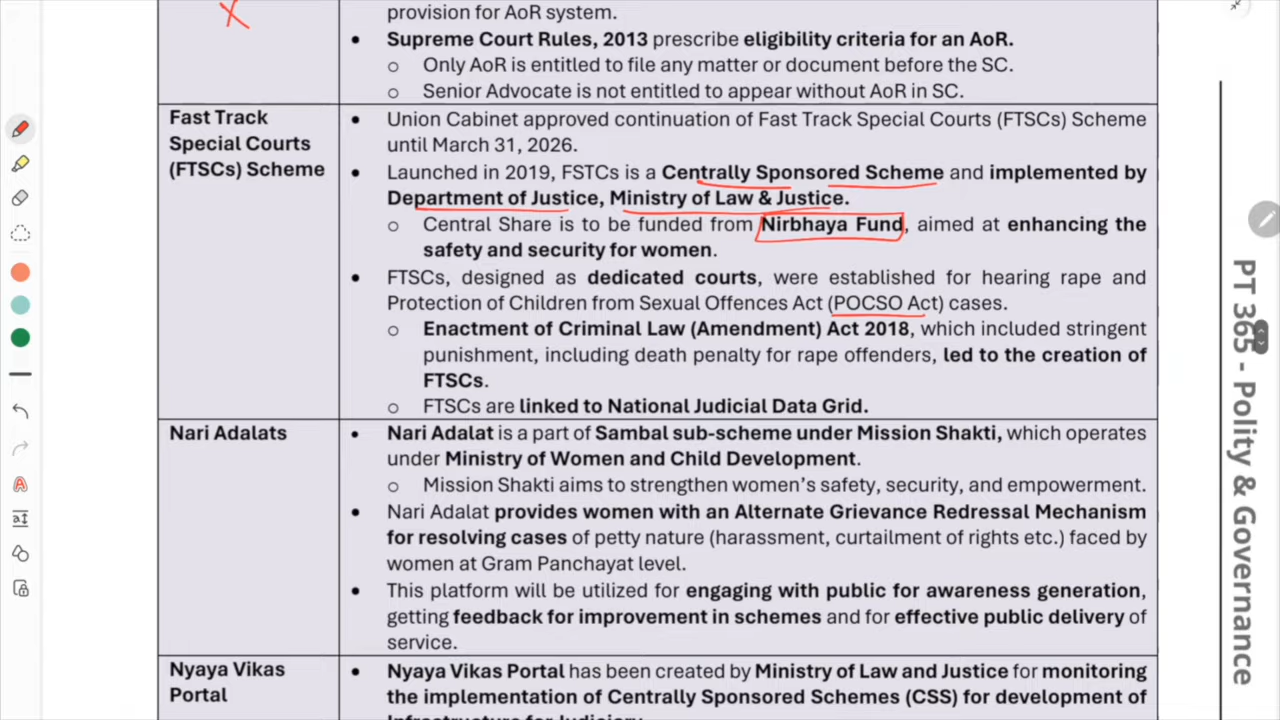 provision for AoR system.
• Supreme Court Rules, 2013 prescribe eligibility criteria for an AoR.
o Only AoR is entitled to file any matter or document before the SC.
o Senior Advocate is not entitled to appear without AoR in SC.
Fast Track
Special Courts
(FTSCs) Scheme
• Union Cabinet approved continuation of Fast Track Special Courts (FTSCs) Scheme
until March 31, 2026.
• Launched in 2019, FSTCs is a Centrally Sponsored Scheme and implemented by
Department of Justice, Ministry of Law & Justice.
o Central Share is to be funded from Nirbhaya Fund, aimed at enhancing the
safety and security for women.
• FTSCs, designed as dedicated courts, were established for hearing rape and
Protection of Children from Sexual Offences Act (POCSO Act) cases.
o Enactment of Criminal Law (Amendment) Act 2018, which included stringent
punishment, including death penalty for rape offenders, led to the creation of
FTSCs.
o FTSCs are linked to National Judicial Data Grid.
Nari Adalats
• Nari Adalat is a part of Sambal sub-scheme under Mission Shakti, which operates
under Ministry of Women and Child Development.
o Mission Shakti aims to strengthen women's safety, security, and empowerment.
• Nari Adalat provides women with an Alternate Grievance Redressal Mechanism
for resolving cases of petty nature (harassment, curtailment of rights etc.) faced by
women at Gram Panchayat level.
• This platform will be utilized for engaging with public for awareness generation,
getting feedback for improvement in schemes and for effective public delivery of
service.
Nyaya Vikas
Portal
• Nyaya Vikas Portal has been created by Ministry of Law and Justice for monitoring
the implementation of Centrally Sponsored Schemes (CSS) for development of
Infrastructure for Judiciary.
PT 365 - Polity & Governance